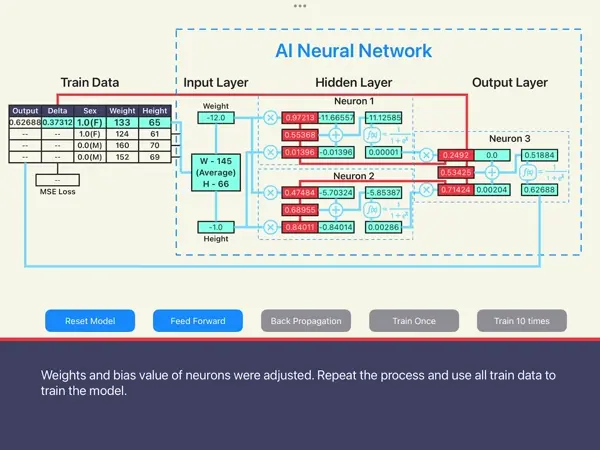 AI Neural Network
Train Data Input Layer Hidden Layer Output Layer
Output Delta Sex Weight Height
0.62688 0.37312 1.0(F) 133 65
-- -- 1.0(F) 124 61
-- -- 0.0(M) 160 70
-- -- 0.0(M) 152 69
--
MSE Loss
Weight
-12.0
W - 145
(Average)
H - 66
-1.0
Height
Neuron 1
0.97213 -11.66557 -11.12585
0.55368
0.01396 -0.01396 0.00001
Neuron 2
0.47484 -5.70324 -5.85387
0.68955
0.84011 -0.84014 0.00286
Neuron 3
0.2492 0.0 0.51884
0.53425
0.71424 0.00204 0.62688
Reset Model Feed Forward Back Propagation Train Once Train 10 times
Weights and bias value of neurons were adjusted. Repeat the process and use all train data to
train the model.